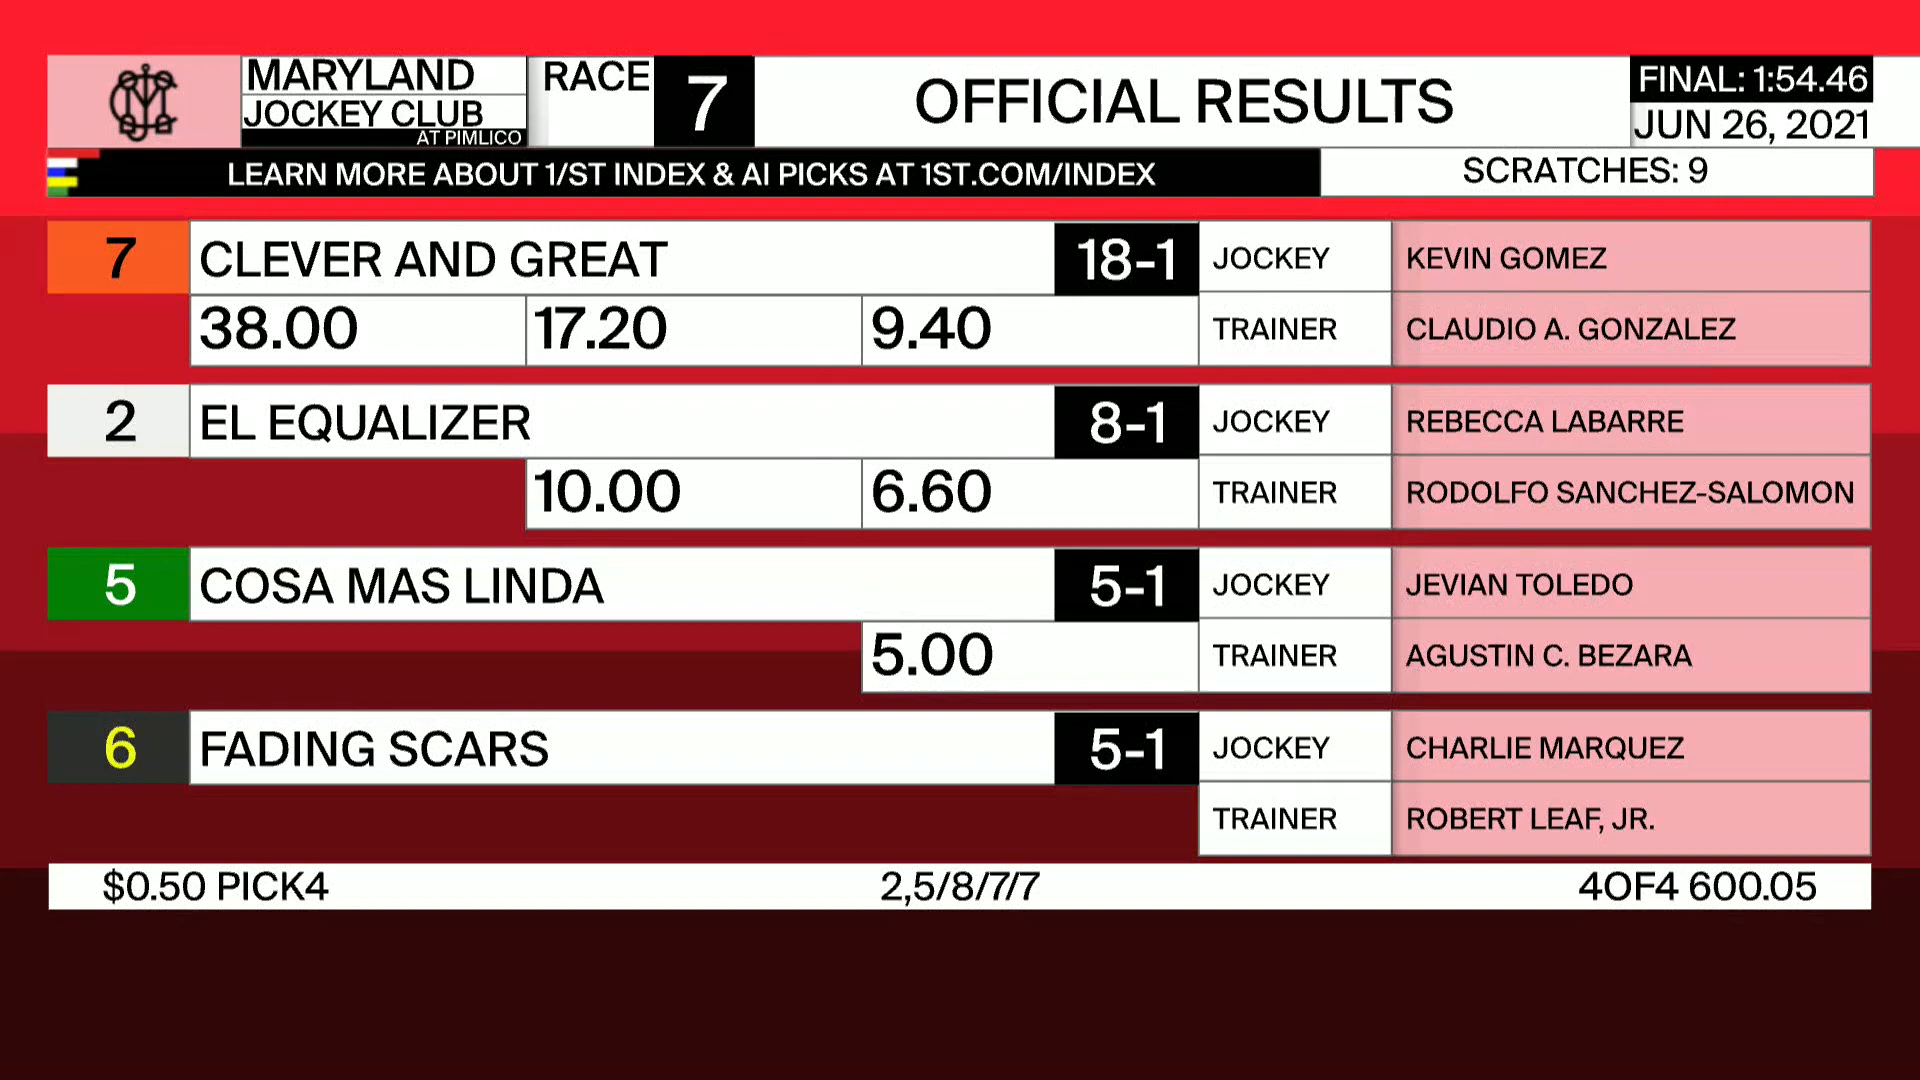 MARYLAND
JOCKEY CLUB
AT PIMLICO
RACE 7
OFFICIAL RESULTS
FINAL: 1:54.46
JUN 26, 2021
LEARN MORE ABOUT 1/ST INDEX & AI PICKS AT 1ST.COM/INDEX
SCRATCHES: 9
7 CLEVER AND GREAT 18-1 JOCKEY KEVIN GOMEZ
38.00 17.20 9.40 TRAINER CLAUDIO A. GONZALEZ
2 EL EQUALIZER 8-1 JOCKEY REBECCA LABARRE
10.00 6.60 TRAINER RODOLFO SANCHEZ-SALOMON
5 COSA MAS LINDA 5-1 JOCKEY JEVIAN TOLEDO
5.00 TRAINER AGUSTIN C. BEZARA
6 FADING SCARS 5-1 JOCKEY CHARLIE MARQUEZ
TRAINER ROBERT LEAF, JR.
$0.50 PICK4 2,5/8/7/7 4OF4 600.05